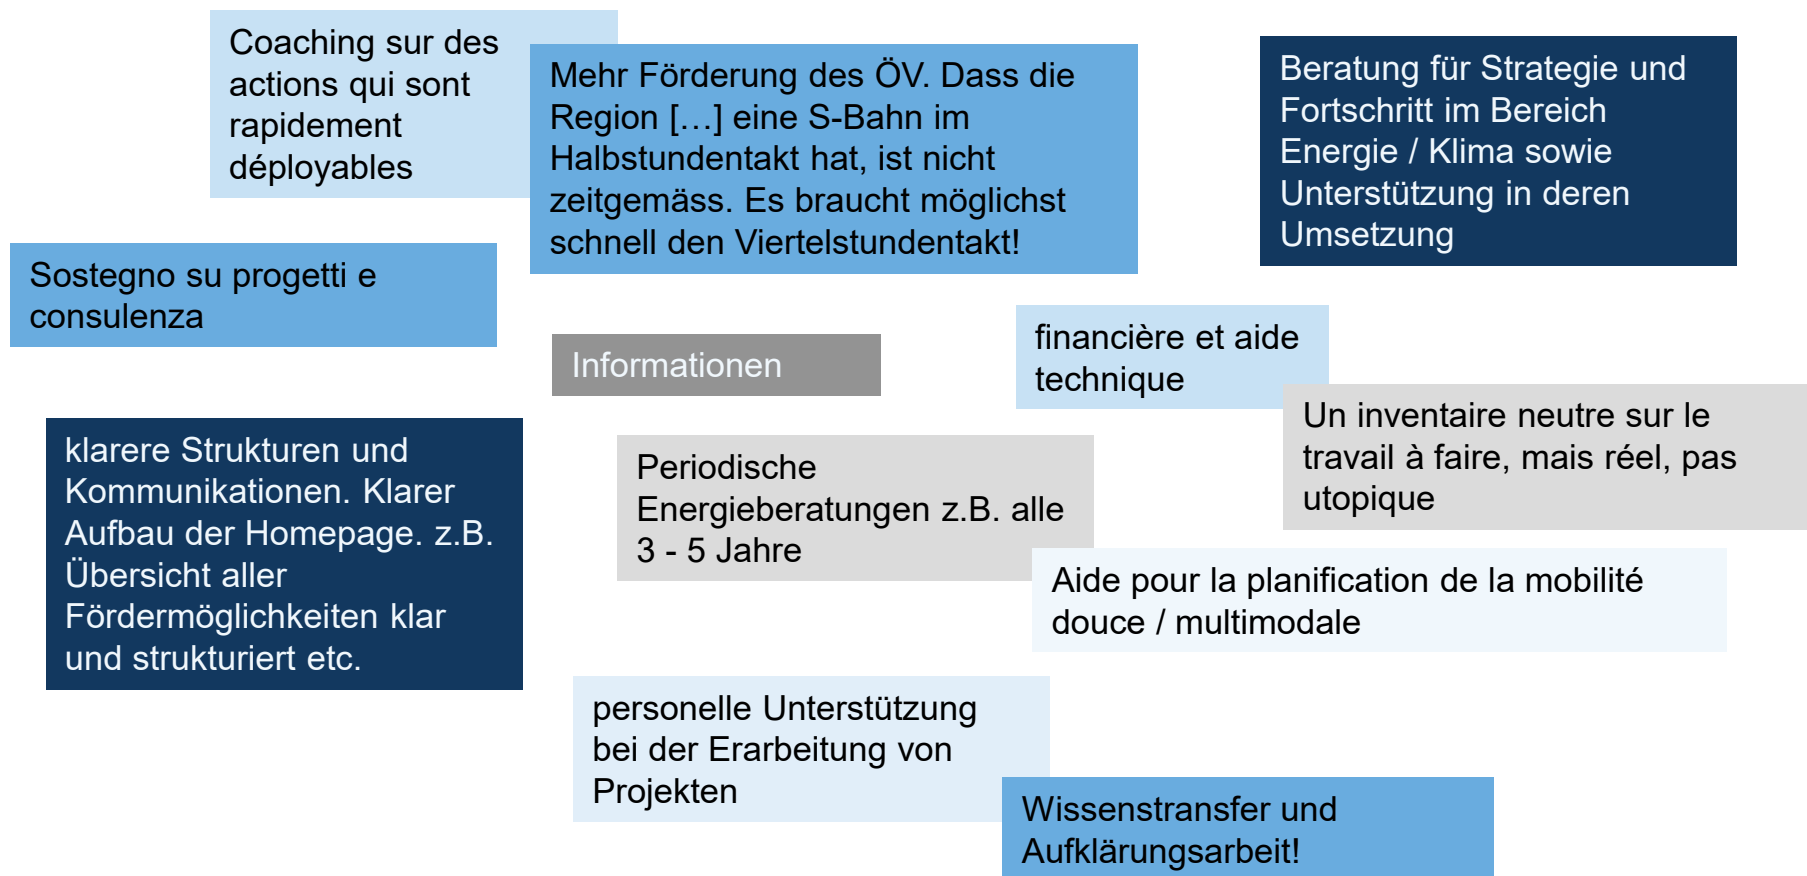 Coaching sur des
actions qui sont
rapidement
déployables
Mehr Förderung des ÖV. Dass die
Region […] eine S-Bahn im
Halbstundentakt hat, ist nicht
zeitgemäss. Es braucht möglichst
schnell den Viertelstundentakt!
Beratung für Strategie und
Fortschritt im Bereich
Energie / Klima sowie
Unterstützung in deren
Umsetzung
Sostegno su progetti e
consulenza
Informationen
financière et aide
technique
Un inventaire neutre sur le
travail à faire, mais réel, pas
utopique
klarere Strukturen und
Kommunikationen. Klarer
Aufbau der Homepage. z.B.
Übersicht aller
Fördermöglichkeiten klar
und strukturiert etc.
Periodische
Energieberatungen z.B. alle
3 - 5 Jahre
Aide pour la planification de la mobilité
douce / multimodale
personelle Unterstützung
bei der Erarbeitung von
Projekten
Wissenstransfer und
Aufklärungsarbeit!